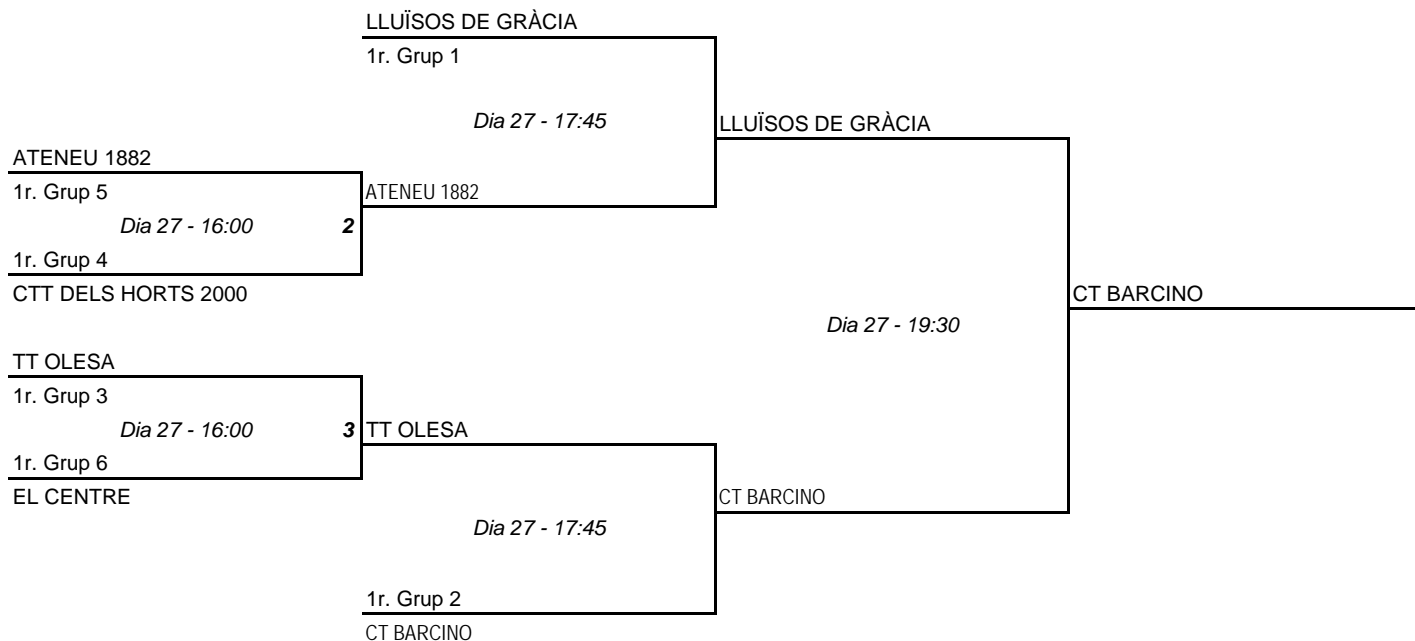 LLUÏSOS DE GRÀCIA
1r. Grup 1
Dia 27 - 17:45
LLUÏSOS DE GRÀCIA
ATENEU 1882
1r. Grup 5
ATENEU 1882
Dia 27 - 16:00 2
1r. Grup 4
CTT DELS HORTS 2000
CT BARCINO
Dia 27 - 19:30
TT OLESA
1r. Grup 3
Dia 27 - 16:00 3 TT OLESA
1r. Grup 6
EL CENTRE
CT BARCINO
Dia 27 - 17:45
1r. Grup 2
CT BARCINO